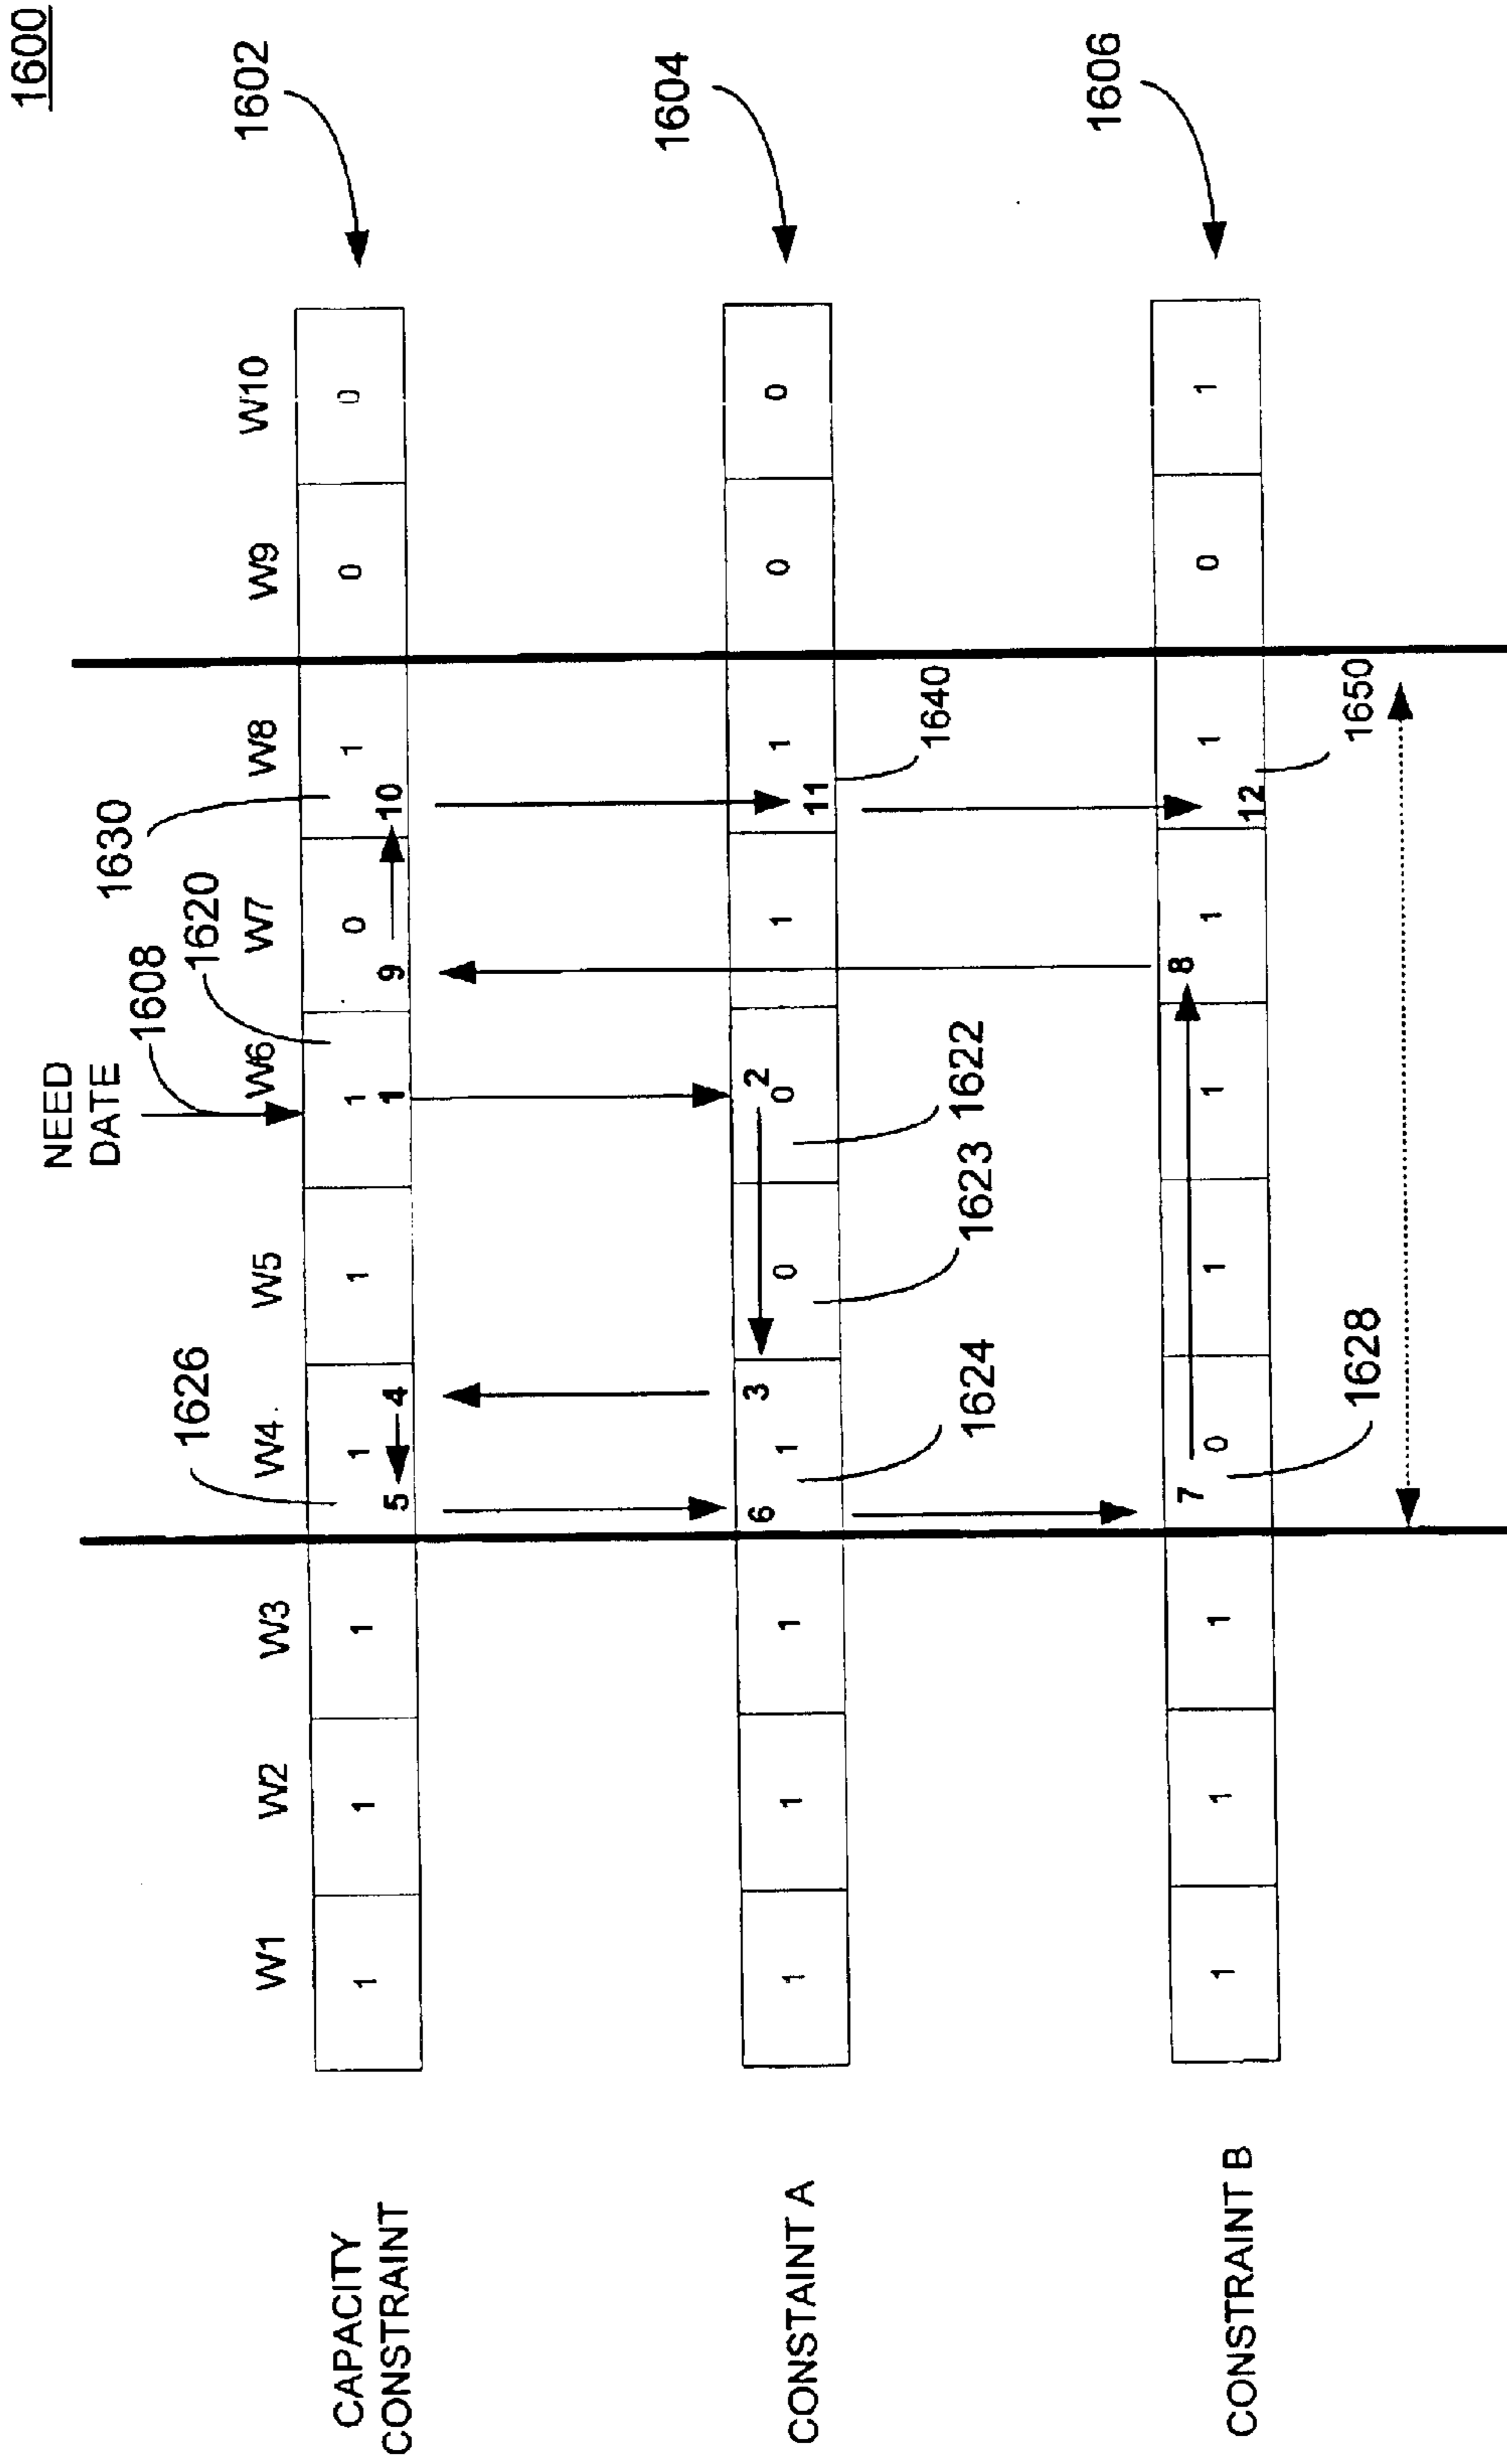 1600
1602
1604
1606
NEED
DATE
1608
1620
1630
1626
W1 W2 W3 W4 W5 W6 W7 W8 W9 W10
CAPACITY
CONSTRAINT
1 1 1 1 1 1 0 1 0 0
5 4 1 9 10
CONSTAINT A
1 1 1 1 0 0 1 1 0 0
6 3 2 11
1624
1623
1622
1640
CONSTRAINT B
1 1 1 0 1 1 1 1 0 1
7 8 12
1628
1650